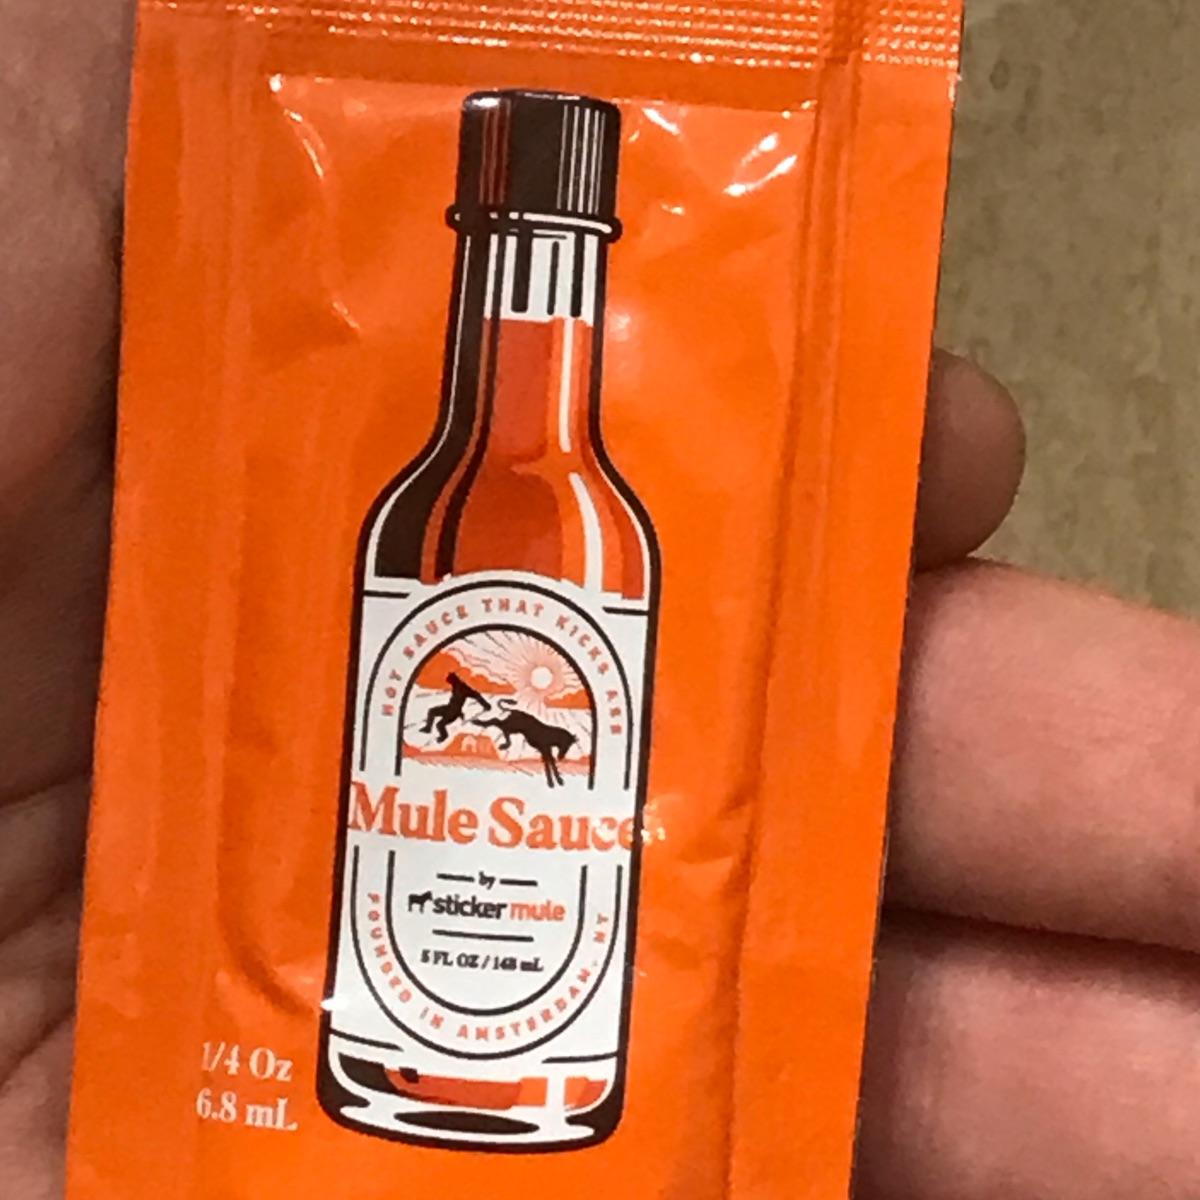 HOT SAUCE THAT KICKS ASS
Mule Sauce
by
sticker mule
5 FL OZ / 148 mL
FOUNDED IN AMSTERDAM, NY
1/4 Oz
6.8 mL